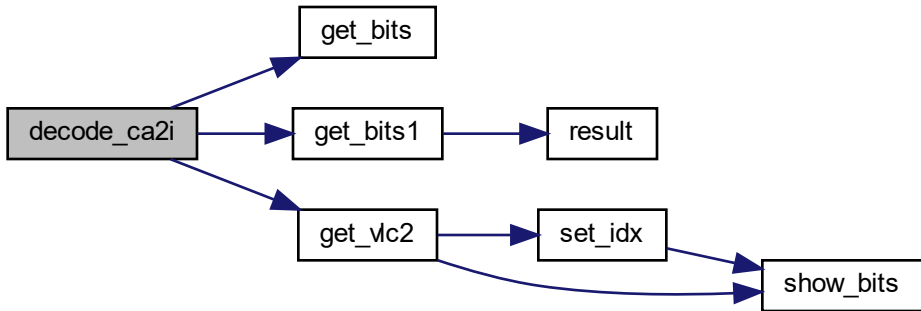 get_bits
decode_ca2i
get_bits1
result
get_vlc2
set_idx
show_bits